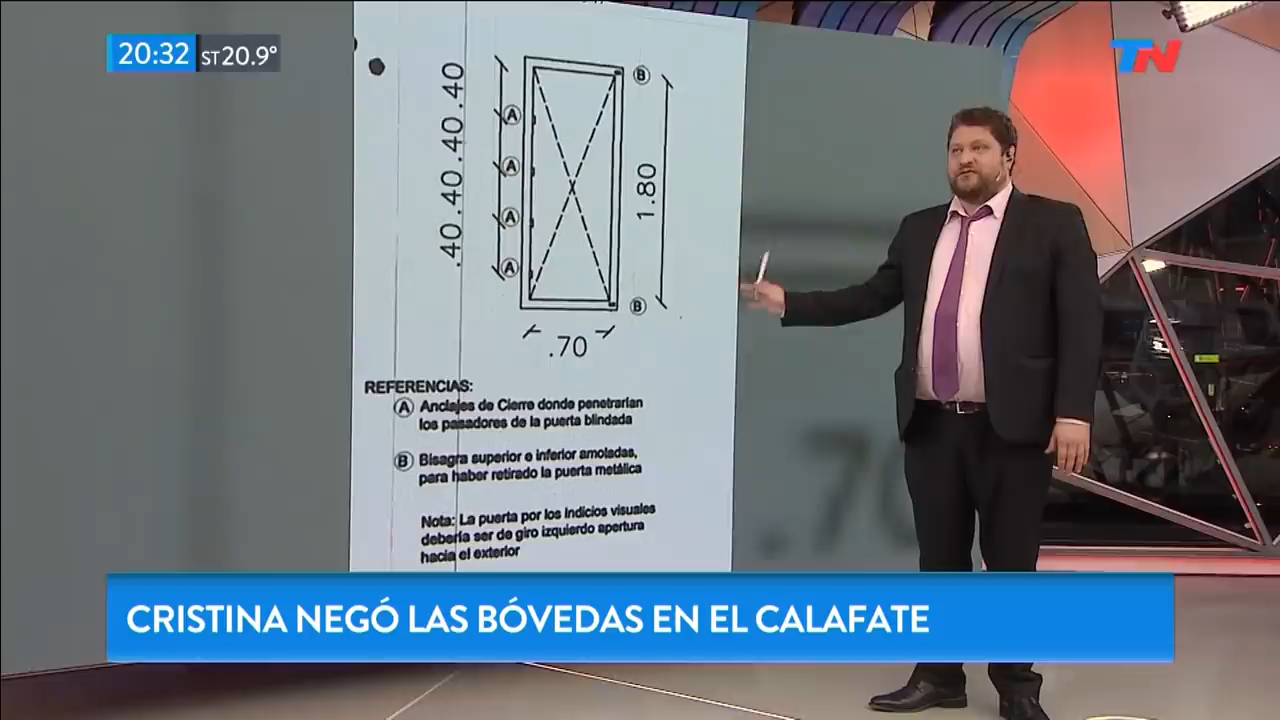 20:32 ST20.9°
TN
.40.40.40.40
A
A
A
A
B
B
1.80
.70
REFERENCIAS:
A Anclajes de Cierre donde penetrarían
los pasadores de la puerta blindada
B Bisagra superior e inferior amoladas,
para haber retirado la puerta metálica
Nota: La puerta por los indicios visuales
debería ser de giro izquierdo apertura
hacia el exterior
.70
CRISTINA NEGÓ LAS BÓVEDAS EN EL CALAFATE